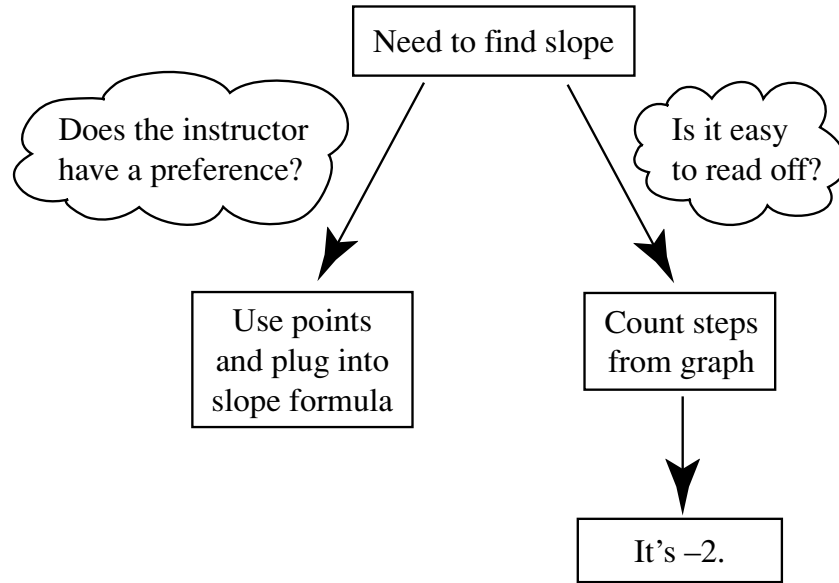 Need to find slope
Does the instructor
have a preference?
Is it easy
to read off?
Use points
and plug into
slope formula
Count steps
from graph
It's –2.